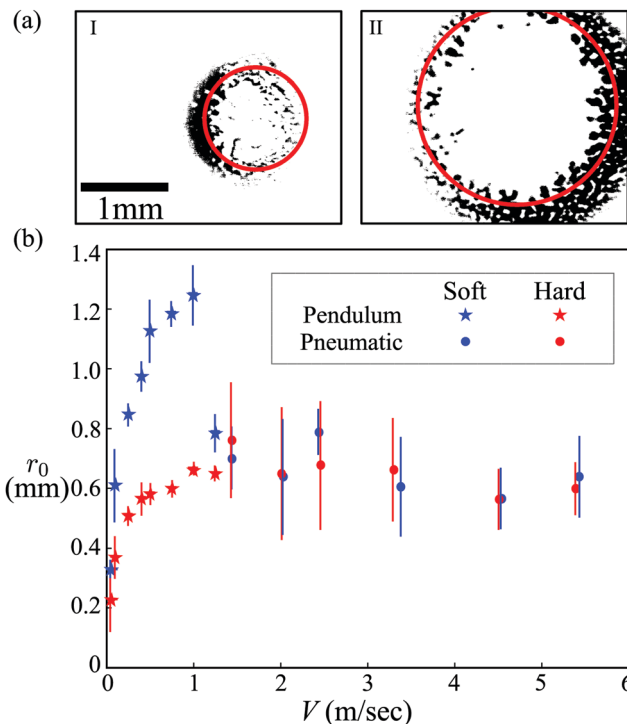 (a)
I
II
1mm
(b)
1.4
1.2
1.0
0.8
0.6
0.4
0.2
0
r0
(mm)
Soft Hard
Pendulum
Pneumatic
0 1 2 3 4 5 6
V (m/sec)